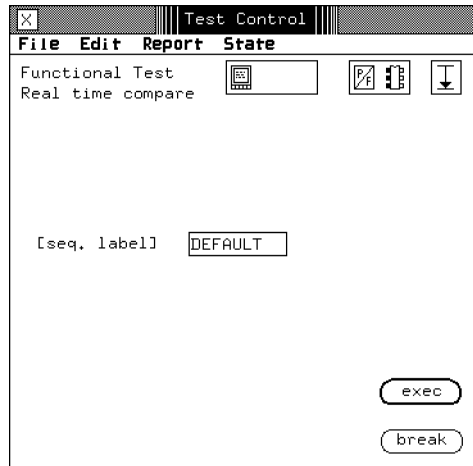 Test Control
File Edit Report State
Functional Test
Real time compare
P/F
[seq. label] DEFAULT
exec
break